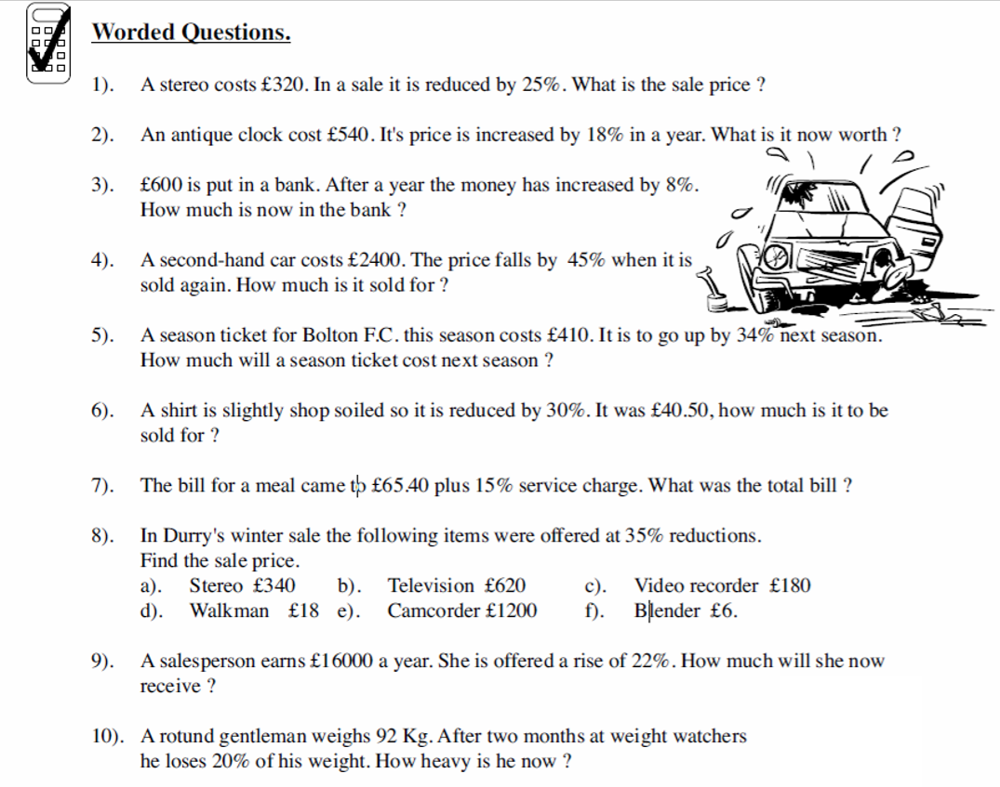 Worded Questions.
1). A stereo costs £320. In a sale it is reduced by 25%. What is the sale price ?
2). An antique clock cost £540. It's price is increased by 18% in a year. What is it now worth ?
3). £600 is put in a bank. After a year the money has increased by 8%.
How much is now in the bank ?
4). A second-hand car costs £2400. The price falls by 45% when it is
sold again. How much is it sold for ?
5). A season ticket for Bolton F.C. this season costs £410. It is to go up by 34% next season.
How much will a season ticket cost next season ?
6). A shirt is slightly shop soiled so it is reduced by 30%. It was £40.50, how much is it to be
sold for ?
7). The bill for a meal came to £65.40 plus 15% service charge. What was the total bill ?
8). In Durry's winter sale the following items were offered at 35% reductions.
Find the sale price.
a). Stereo £340 b). Television £620 c). Video recorder £180
d). Walkman £18 e). Camcorder £1200 f). Blender £6.
9). A salesperson earns £16000 a year. She is offered a rise of 22%. How much will she now
receive ?
10). A rotund gentleman weighs 92 Kg. After two months at weight watchers
he loses 20% of his weight. How heavy is he now ?